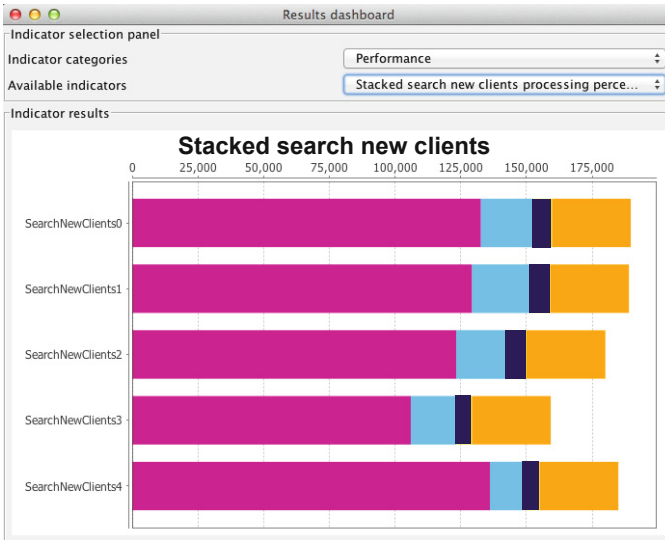 Results dashboard
Indicator selection panel
Indicator categories
Performance
Available indicators
Stacked search new clients processing perce...
Indicator results
Stacked search new clients
0 25,000 50,000 75,000 100,000 125,000 150,000 175,000
SearchNewClients0
SearchNewClients1
SearchNewClients2
SearchNewClients3
SearchNewClients4